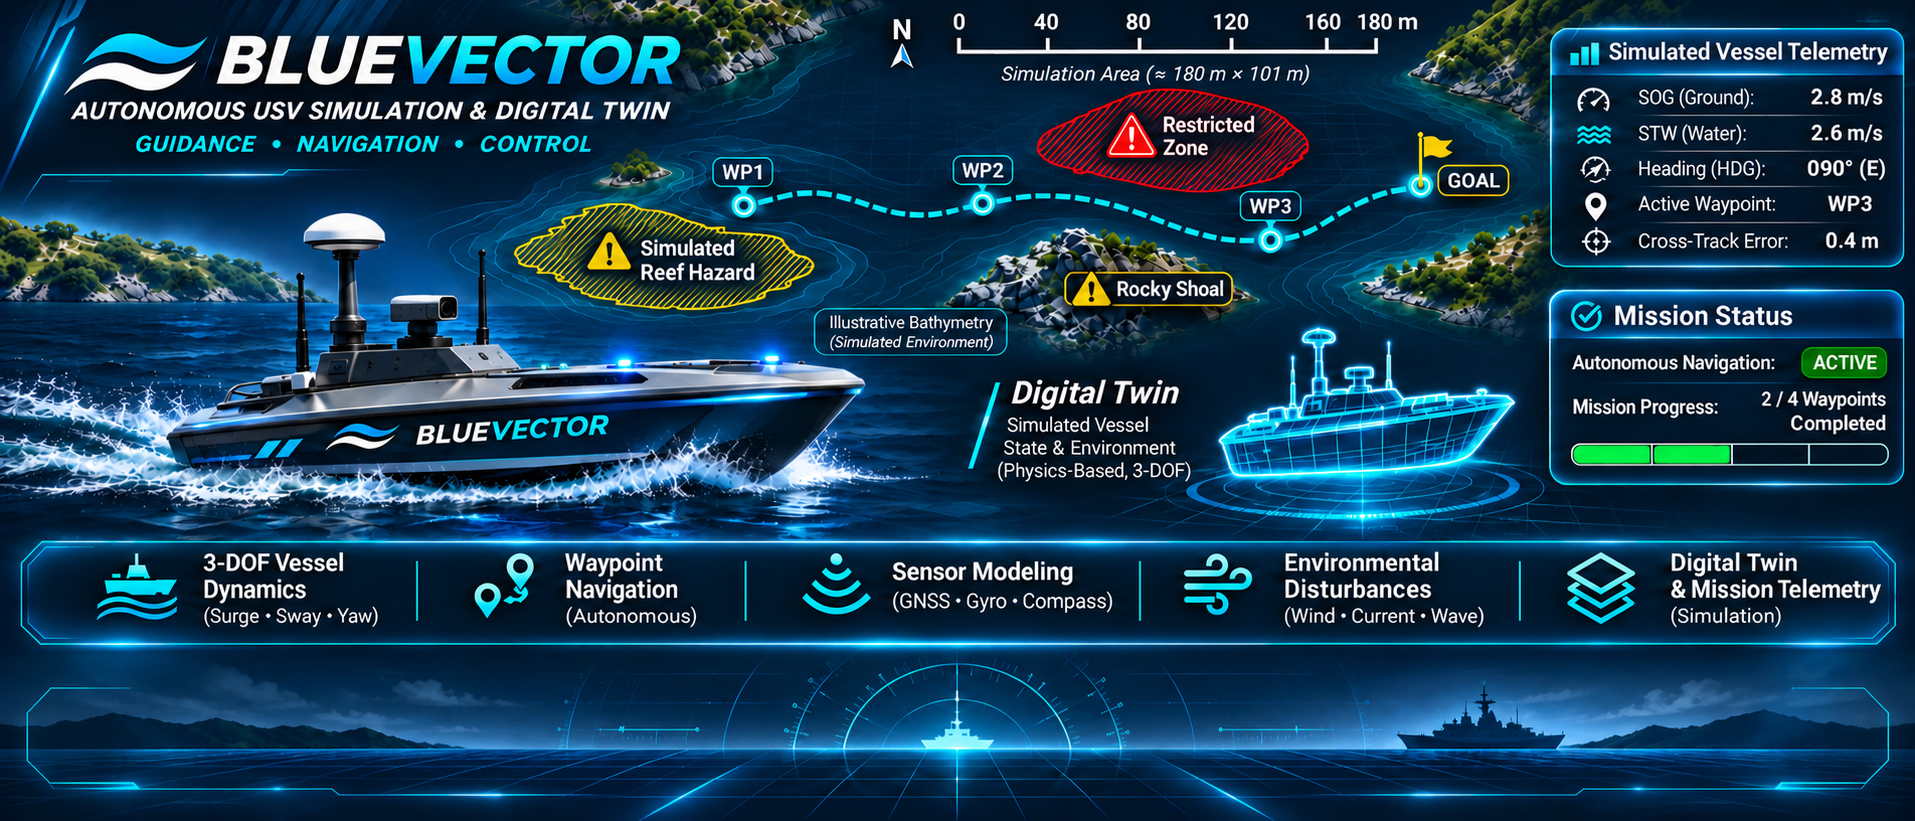 BLUEVECTOR
AUTONOMOUS USV SIMULATION & DIGITAL TWIN
GUIDANCE • NAVIGATION • CONTROL
N
0 40 80 120 160 180 m
Simulation Area (≈ 180 m × 101 m)
Restricted
Zone
WP1
WP2
WP3
GOAL
Simulated
Reef Hazard
Rocky Shoal
Illustrative Bathymetry
(Simulated Environment)
BLUEVECTOR
Digital Twin
Simulated Vessel
State & Environment
(Physics-Based, 3-DOF)
Simulated Vessel Telemetry
SOG (Ground): 2.8 m/s
STW (Water): 2.6 m/s
Heading (HDG): 090° (E)
Active Waypoint: WP3
Cross-Track Error: 0.4 m
Mission Status
Autonomous Navigation: ACTIVE
Mission Progress: 2 / 4 Waypoints
Completed
3-DOF Vessel
Dynamics
(Surge • Sway • Yaw)
Waypoint
Navigation
(Autonomous)
Sensor Modeling
(GNSS • Gyro • Compass)
Environmental
Disturbances
(Wind • Current • Wave)
Digital Twin
& Mission Telemetry
(Simulation)